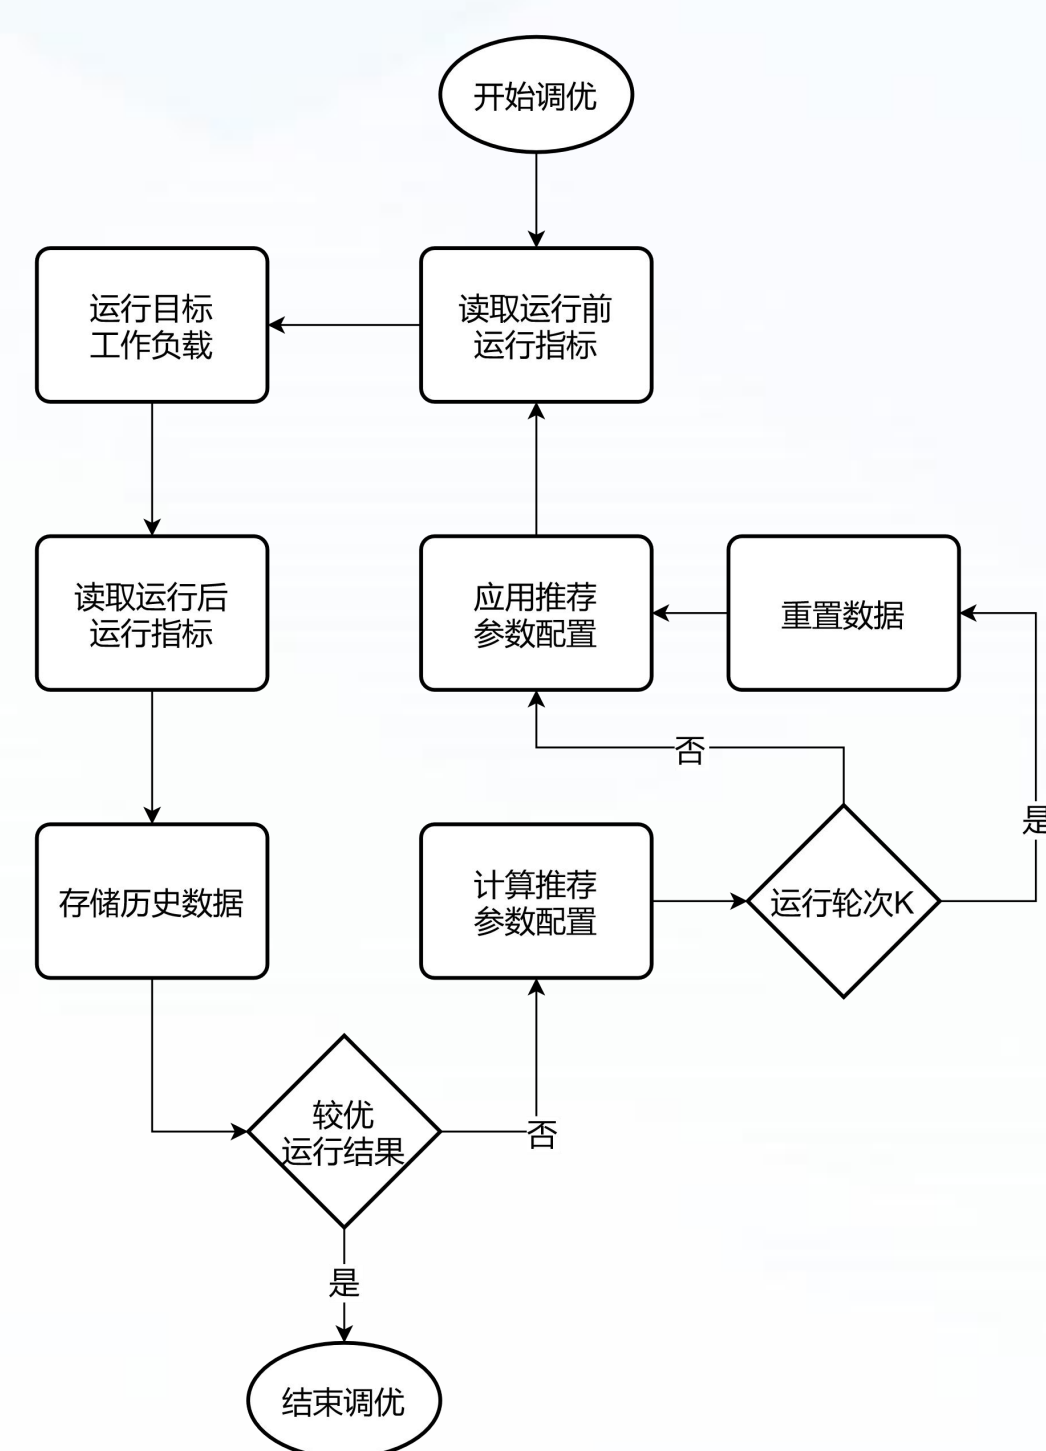 开始调优
运行目标
工作负载
读取运行前
运行指标
读取运行后
运行指标
应用推荐
参数配置
重置数据
否
是
存储历史数据
计算推荐
参数配置
运行轮次K
较优
运行结果
否
是
结束调优